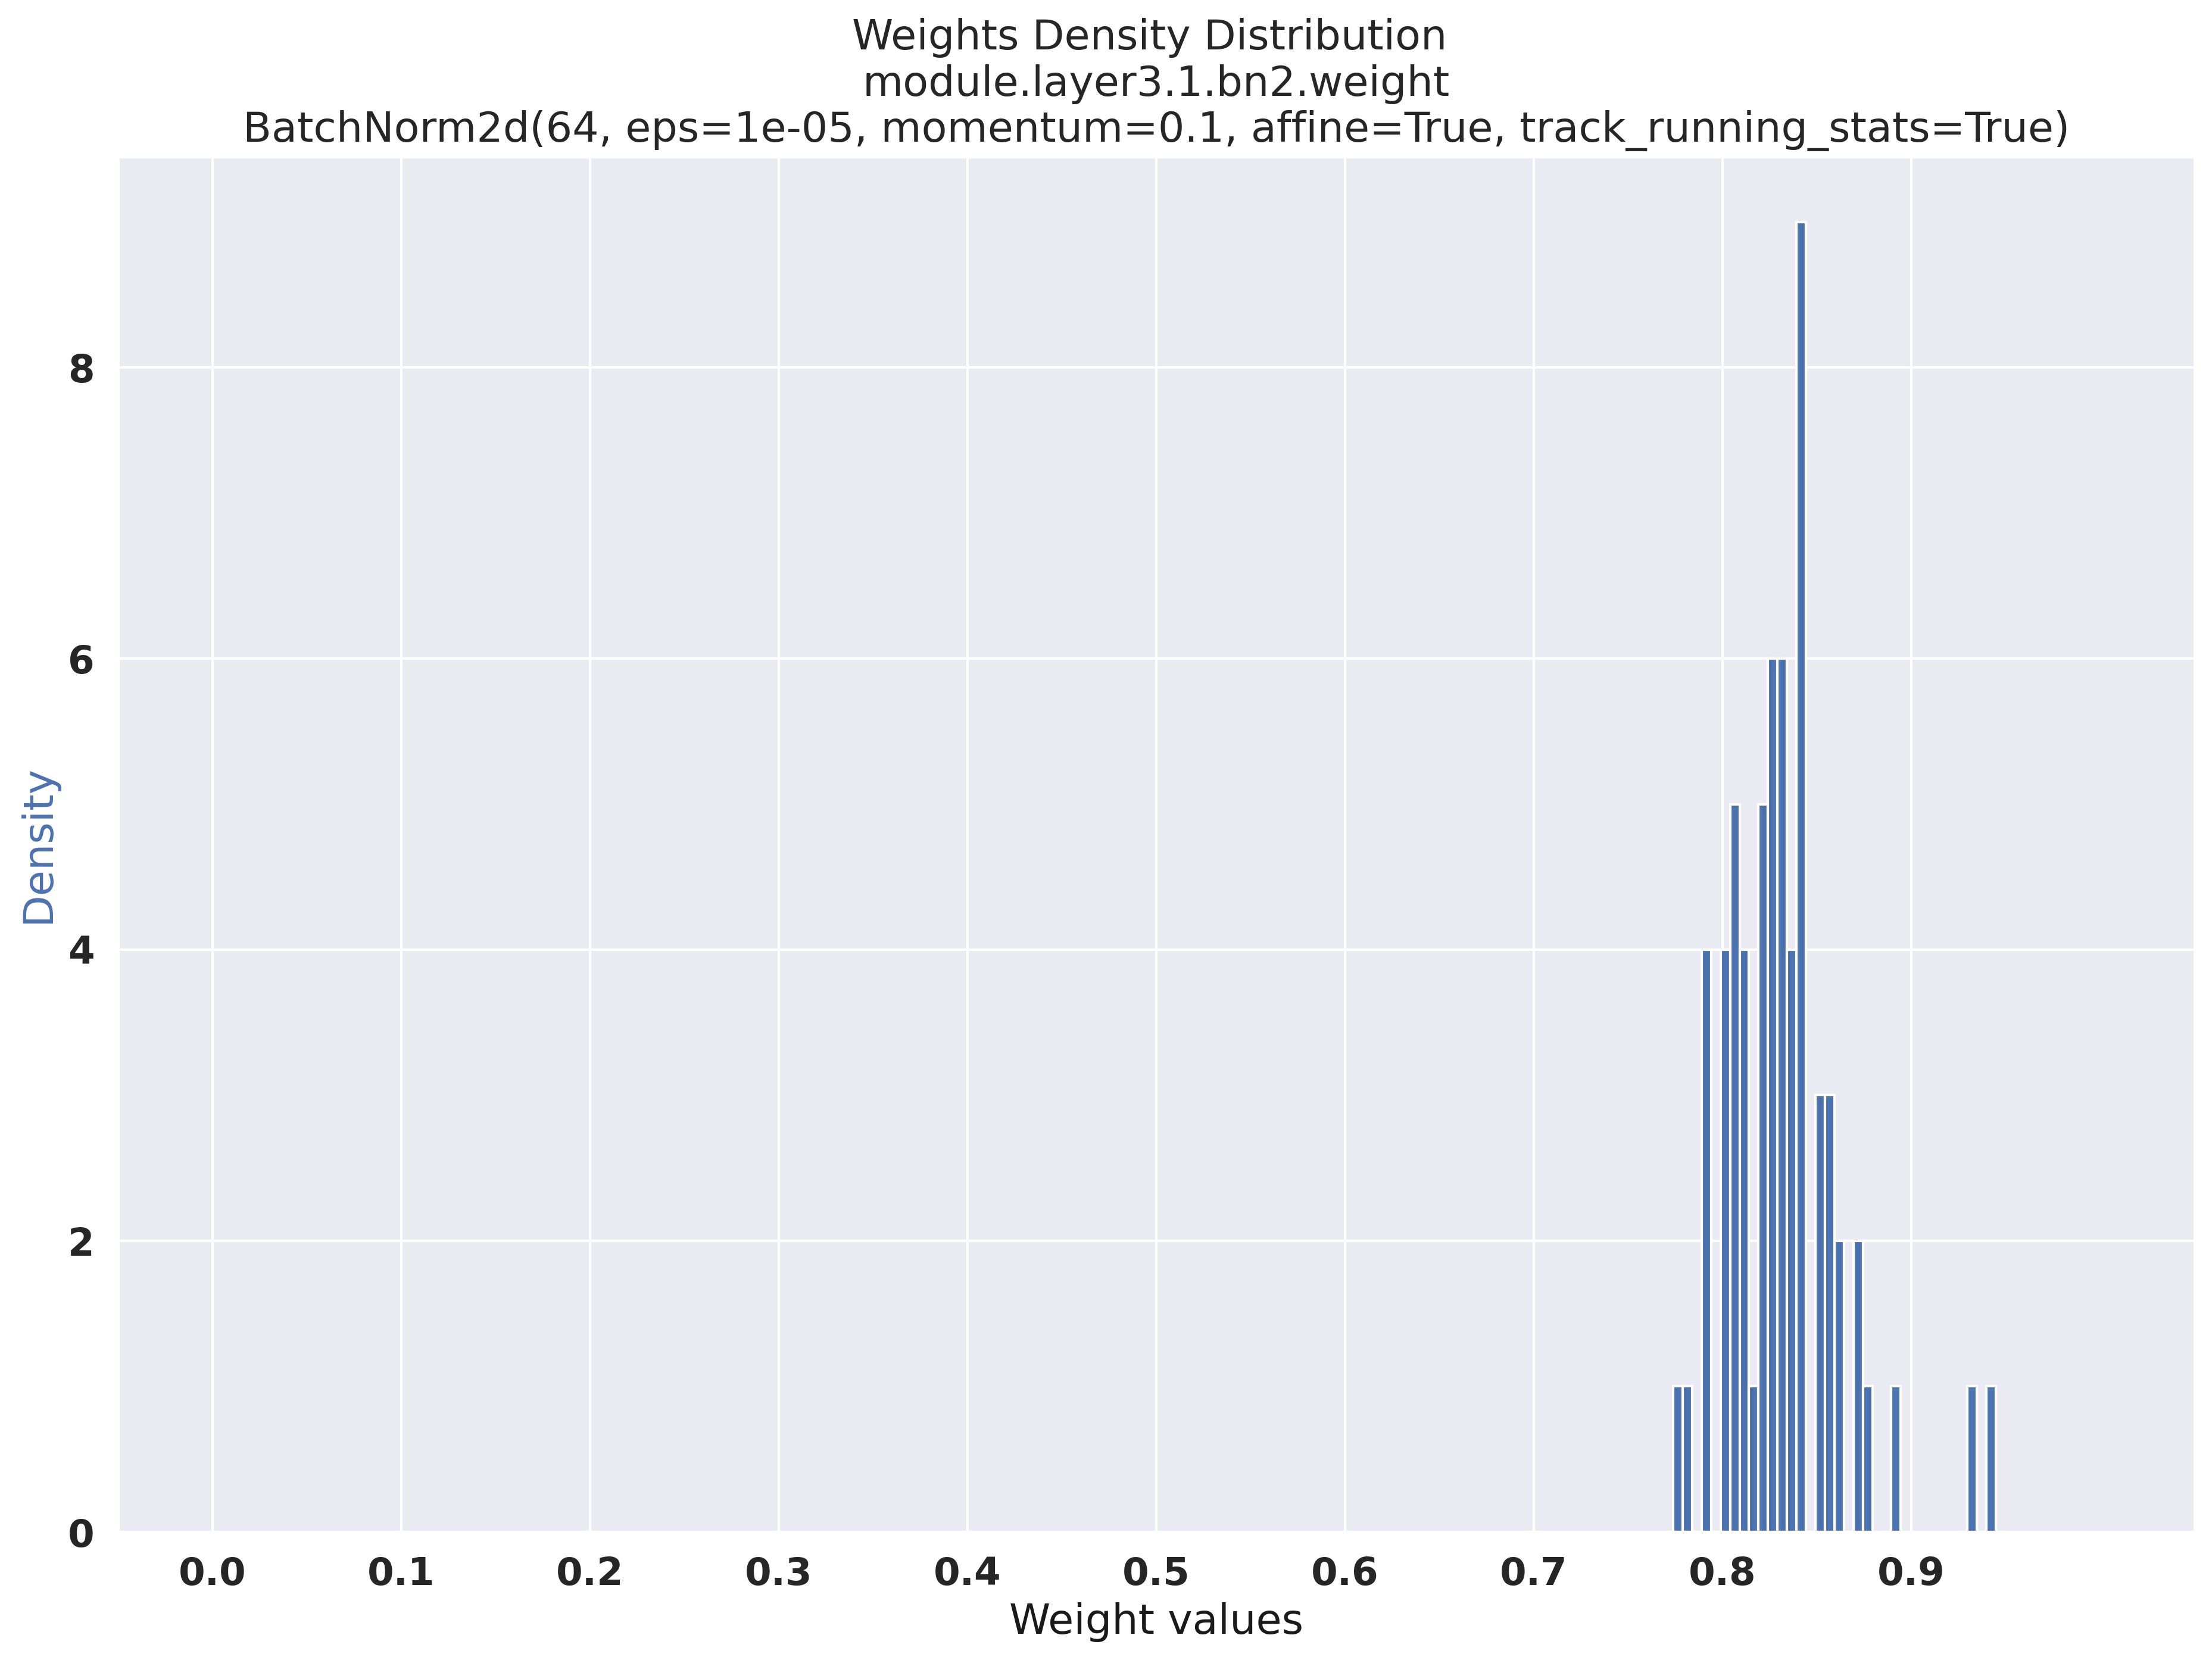 Weights Density Distribution
module.layer3.1.bn2.weight
BatchNorm2d(64, eps=1e-05, momentum=0.1, affine=True, track_running_stats=True)
Density
8
6
4
2
0
0.0 0.1 0.2 0.3 0.4 0.5 0.6 0.7 0.8 0.9
Weight values